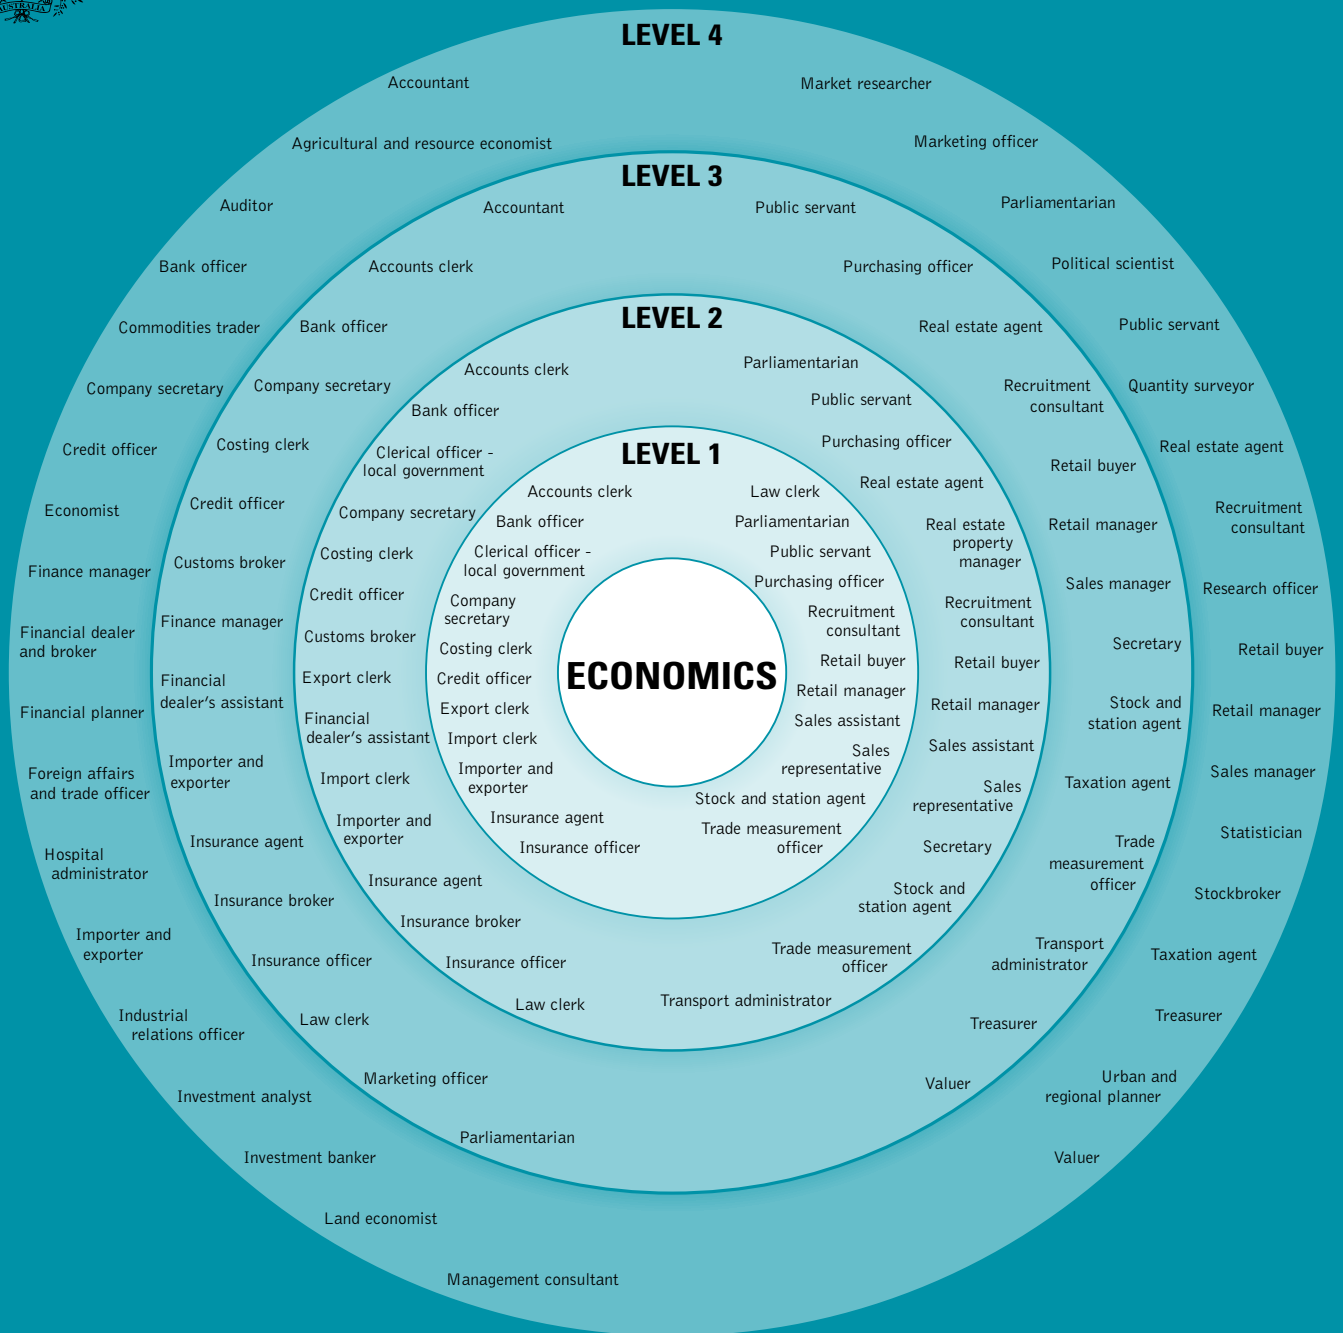 AUSTRALIA
LEVEL 4
Accountant
Agricultural and resource economist
Auditor
Bank officer
Commodities trader
Company secretary
Credit officer
Economist
Finance manager
Financial dealer
and broker
Financial planner
Foreign affairs
and trade officer
Hospital
administrator
Importer and
exporter
Industrial
relations officer
Investment analyst
Investment banker
Land economist
Management consultant
Market researcher
Marketing officer
Parliamentarian
Political scientist
Public servant
Quantity surveyor
Real estate agent
Recruitment
consultant
Research officer
Retail buyer
Retail manager
Sales manager
Statistician
Stockbroker
Taxation agent
Treasurer
Urban and
regional planner
Valuer
LEVEL 3
Accountant
Accounts clerk
Bank officer
Company secretary
Costing clerk
Credit officer
Customs broker
Finance manager
Financial
dealer's assistant
Importer and
exporter
Insurance agent
Insurance broker
Insurance officer
Law clerk
Marketing officer
Parliamentarian
Public servant
Purchasing officer
Real estate agent
Recruitment
consultant
Retail buyer
Retail manager
Sales manager
Secretary
Stock and
station agent
Taxation agent
Trade
measurement
officer
Transport
administrator
Treasurer
Valuer
LEVEL 2
Accounts clerk
Bank officer
Clerical officer -
local government
Company secretary
Costing clerk
Credit officer
Customs broker
Export clerk
Financial
dealer's assistant
Import clerk
Importer and
exporter
Insurance agent
Insurance broker
Insurance officer
Law clerk
Parliamentarian
Public servant
Purchasing officer
Real estate agent
Real estate
property
manager
Recruitment
consultant
Retail buyer
Retail manager
Sales assistant
Sales
representative
Secretary
Stock and
station agent
Trade measurement
officer
Transport administrator
LEVEL 1
Accounts clerk
Bank officer
Clerical officer -
local government
Company
secretary
Costing clerk
Credit officer
Export clerk
Import clerk
Importer and
exporter
Insurance agent
Insurance officer
Law clerk
Parliamentarian
Public servant
Purchasing officer
Recruitment
consultant
Retail buyer
Retail manager
Sales assistant
Sales
representative
Stock and station agent
Trade measurement
officer
ECONOMICS